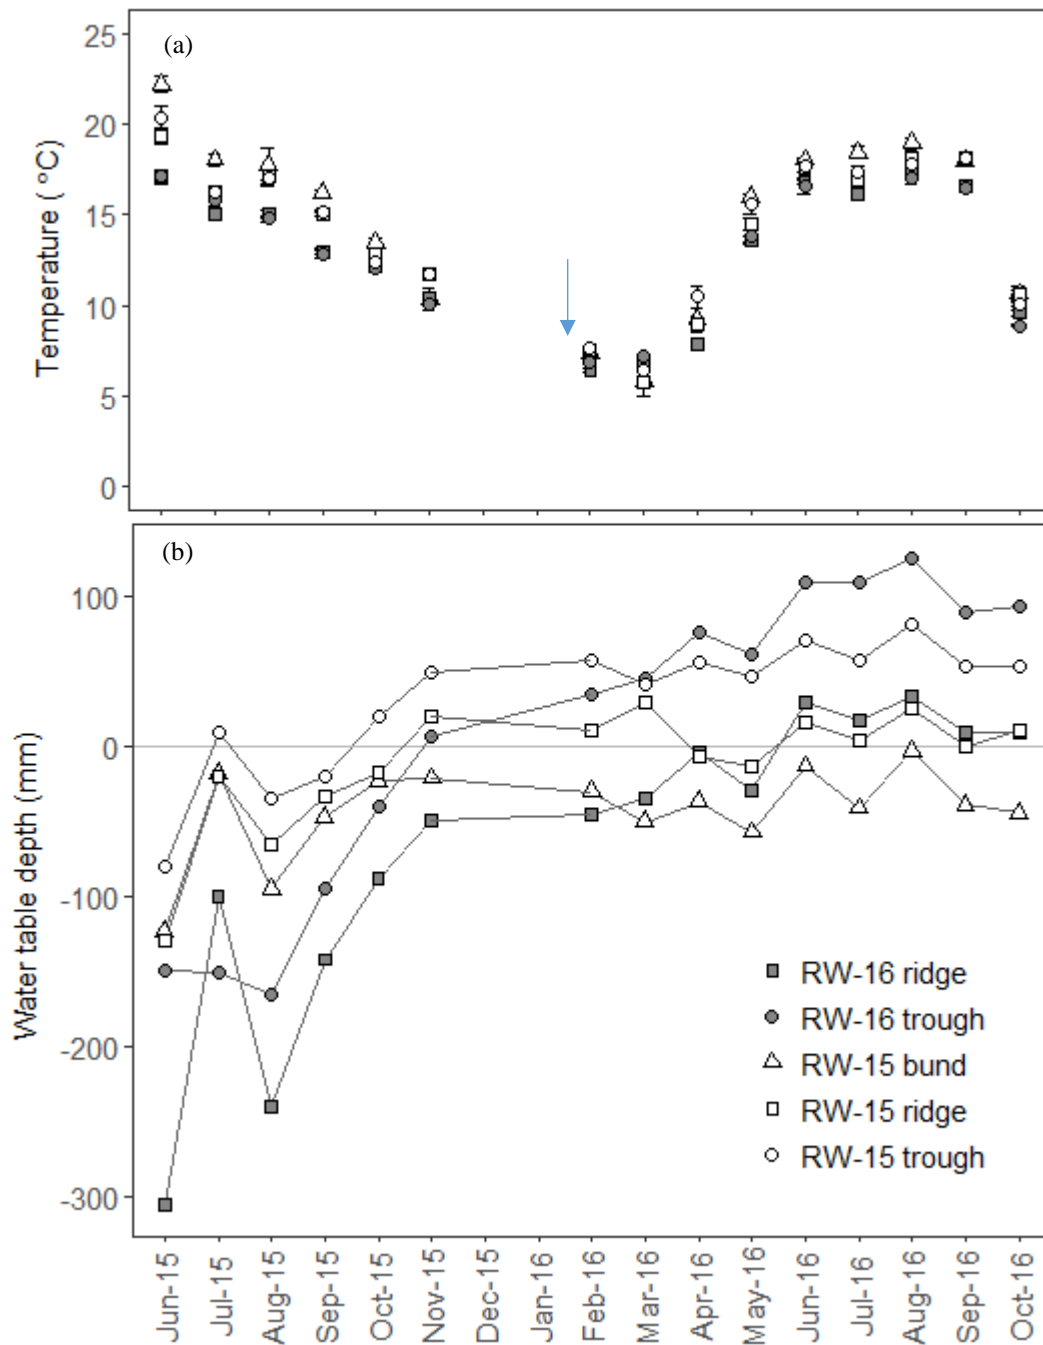 (a)
Temperature ( °C)
25
20
15
10
5
0
(b)
Water table depth (mm)
100
0
-100
-200
-300
RW-16 ridge
RW-16 trough
RW-15 bund
RW-15 ridge
RW-15 trough
Jun-15
Jul-15
Aug-15
Sep-15
Oct-15
Nov-15
Dec-15
Jan-16
Feb-16
Mar-16
Apr-16
May-16
Jun-16
Jul-16
Aug-16
Sep-16
Oct-16